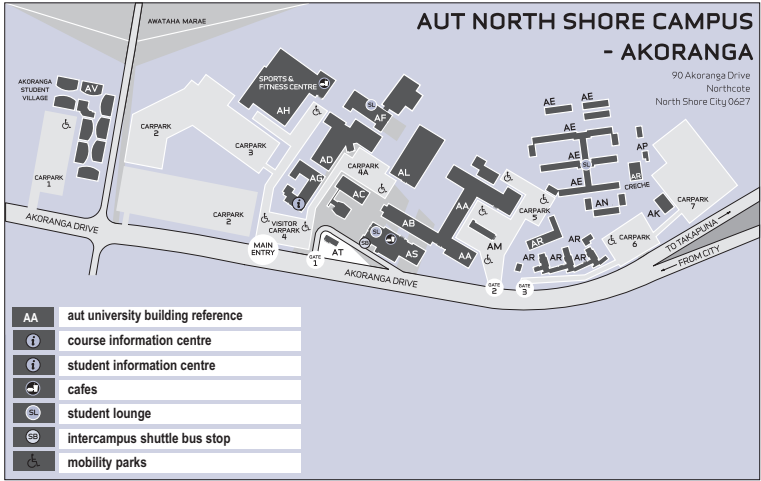 AUT NORTH SHORE CAMPUS
- AKORANGA
90 Akoranga Drive
Northcote
North Shore City 0627
AWATAHA MARAE
AKORANGA
STUDENT
VILLAGE
AV
CARPARK
1
CARPARK
2
CARPARK
3
CARPARK
2
SPORTS &
FITNESS CENTRE
AH
SL
AF
AD
AG
i
CARPARK
4A
AC
AL
VISITOR
CARPARK
4
AKORANGA DRIVE
MAIN
ENTRY
GATE
1
AT
SL
SB
AB
AS
AA
AA
AM
CARPARK
5
GATE
2
GATE
3
AKORANGA DRIVE
AE
AE
AE
AE
SL
AE
AN
AP
AR
CRECHE
AK
AR
AR
AR
AR
AR
CARPARK
6
CARPARK
7
TO TAKAPUNA
FROM CITY
AA aut university building reference
i course information centre
i student information centre
cafes
SL student lounge
SB intercampus shuttle bus stop
mobility parks